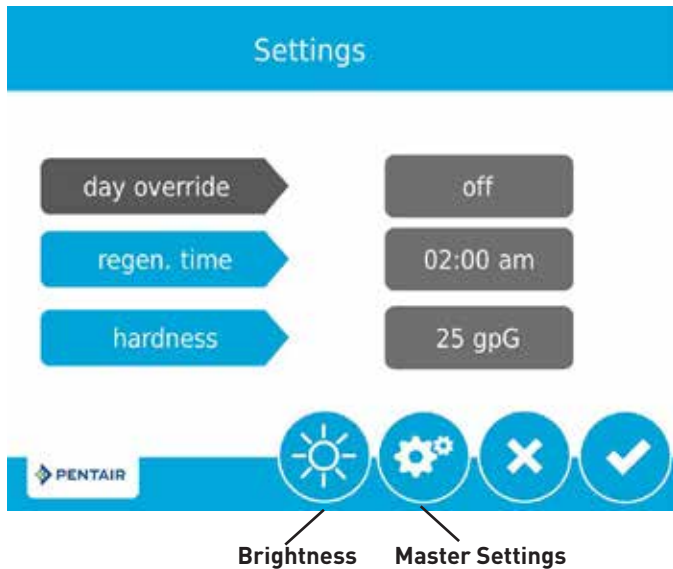 Settings
day override off
regen. time 02:00 am
hardness 25 gpG
PENTAIR
Brightness Master Settings